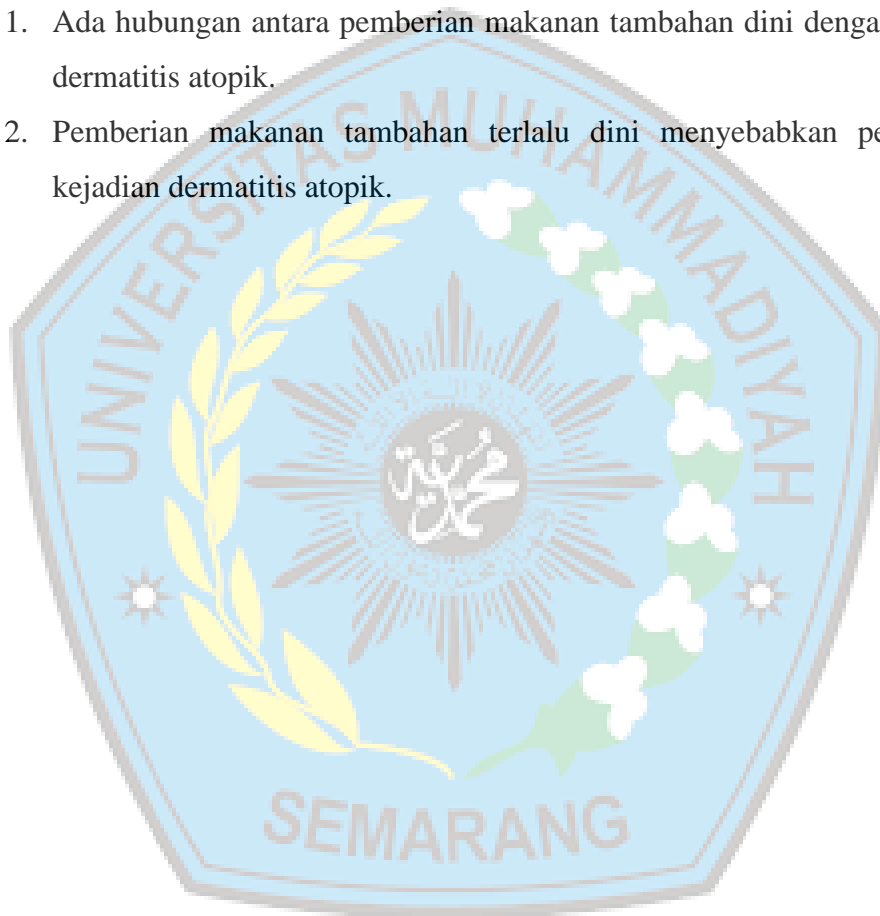 1. Ada hubungan antara pemberian makanan tambahan dini denga
dermatitis atopik.
2. Pemberian makanan tambahan terlalu dini menyebabkan pe
kejadian dermatitis atopik.
UNIVERSITAS MUHAMMADIYAH
محمدية
SEMARANG